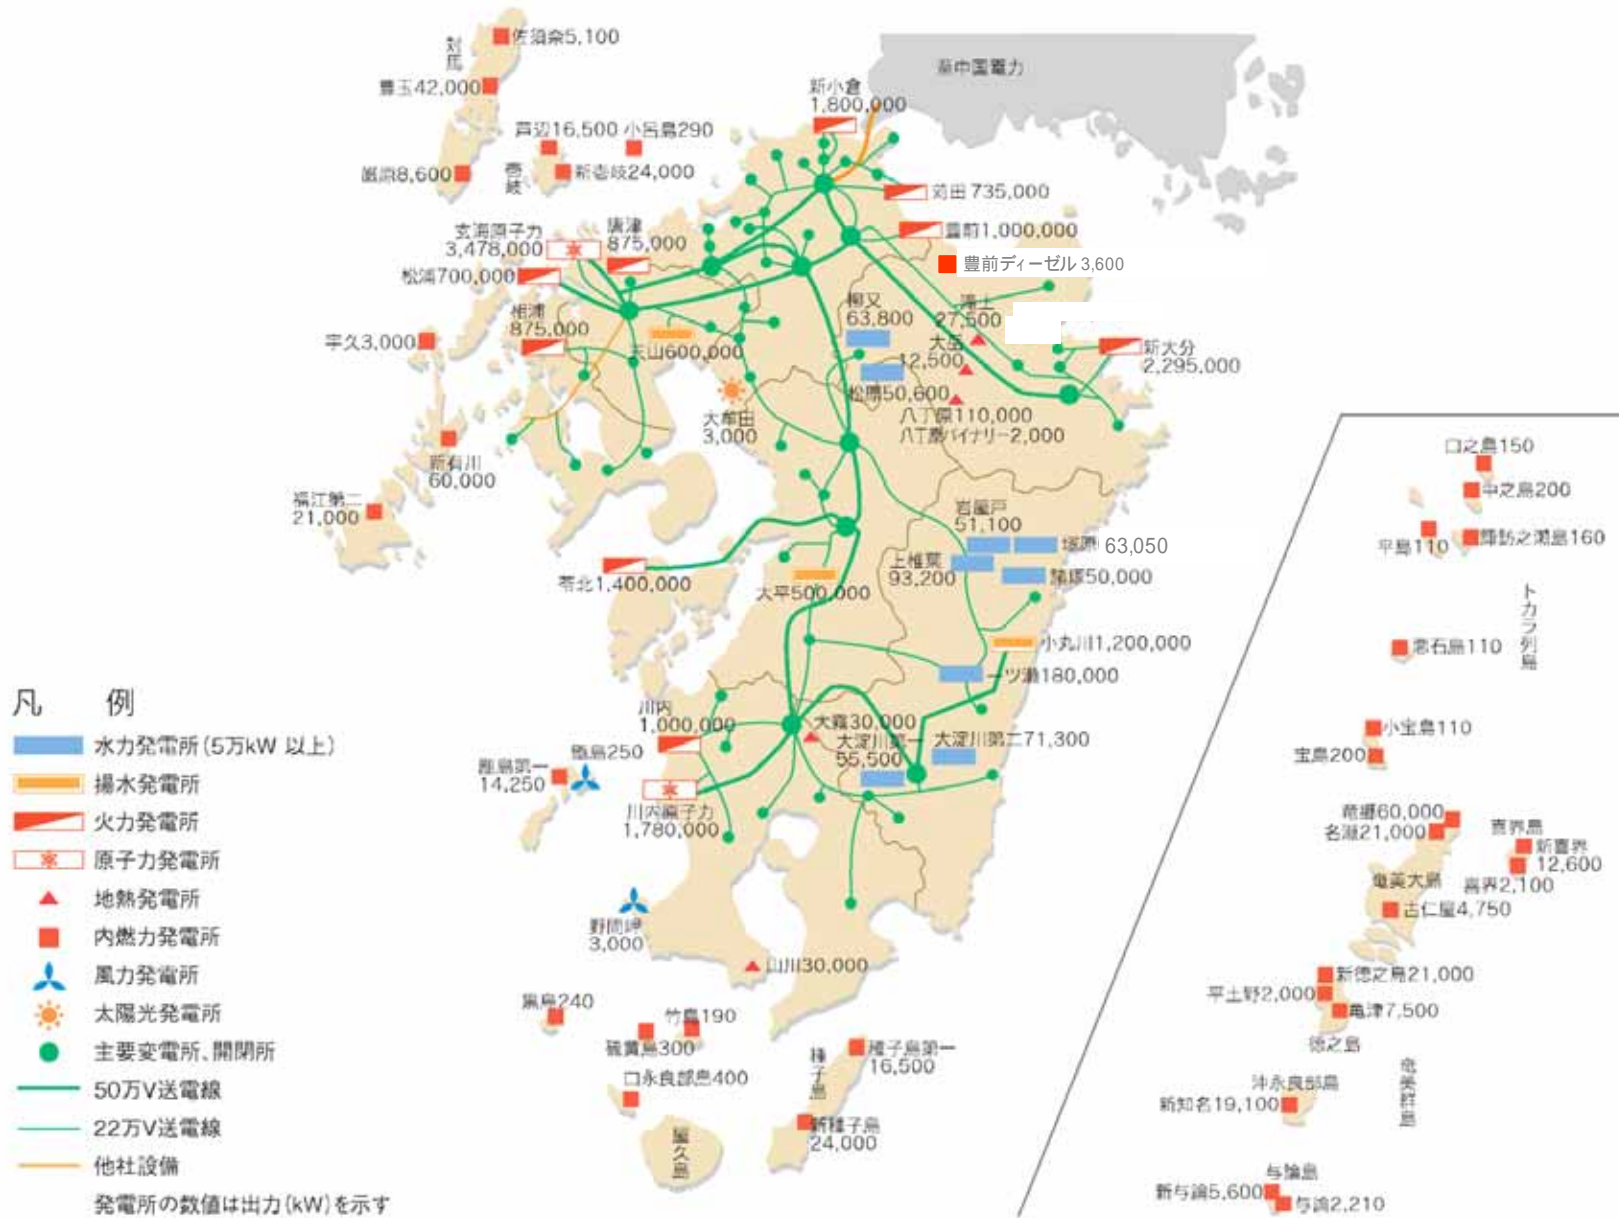 対馬
佐須奈5,100
豊玉42,000
厳原8,600
芦辺16,500
小呂島290
壱岐
新壱岐24,000
至中国電力
新小倉
1,800,000
苅田 735,000
豊前1,000,000
豊前ディーゼル 3,600
玄海原子力
3,478,000
唐津
875,000
松浦700,000
相浦
875,000
天山600,000
宇久3,000
柳又
63,800
滝上
27,500
大岳
12,500
新大分
2,295,000
松原50,600
八丁原110,000
八丁原バイナリー2,000
大牟田
3,000
新有川
60,000
福江第二
21,000
岩屋戸
51,100
塚原 63,050
上椎葉
93,200
諸塚50,000
苓北1,400,000
大平500,000
小丸川1,200,000
一ツ瀬180,000
川内
1,000,000
大霧30,000
大淀川第一
55,500
大淀川第二71,300
甑島250
甑島第一
14,250
川内原子力
1,780,000
野間岬
3,000
山川30,000
黒島240
竹島190
硫黄島300
口永良部島400
種子島
種子島第一
16,500
新種子島
24,000
屋久島
口之島150
中之島200
平島110
諏訪之瀬島160
トカラ列島
悪石島110
小宝島110
宝島200
竜郷60,000
名瀬21,000
喜界島
新喜界
12,600
喜界2,100
奄美大島
古仁屋4,750
新徳之島21,000
平土野2,000
亀津7,500
徳之島
奄美群島
沖永良部島
新知名19,100
与論島
新与論5,600
与論2,210
凡 例
水力発電所(5万kW 以上)
揚水発電所
火力発電所
原子力発電所
地熱発電所
内燃力発電所
風力発電所
太陽光発電所
主要変電所、開閉所
50万V送電線
22万V送電線
他社設備
発電所の数値は出力(kW)を示す